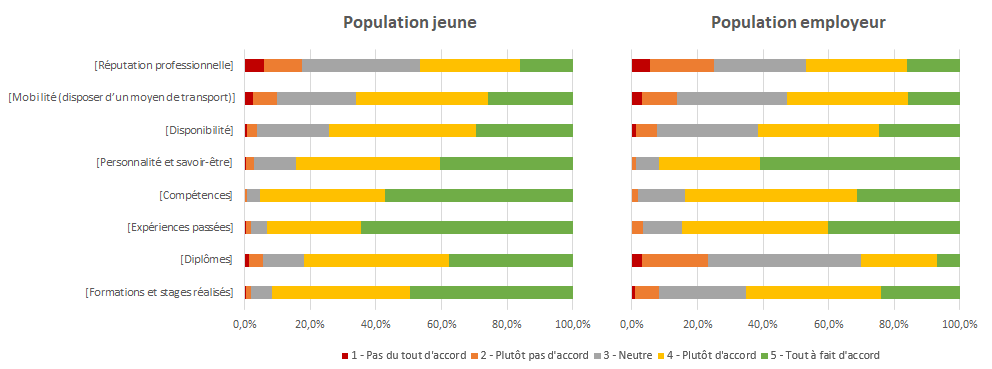 Population jeune
Population employeur
[Réputation professionnelle]
[Mobilité (disposer d'un moyen de transport)]
[Disponibilité]
[Personnalité et savoir-être]
[Compétences]
[Expériences passées]
[Diplômes]
[Formations et stages réalisés]
0,0% 20,0% 40,0% 60,0% 80,0% 100,0%
0,0% 20,0% 40,0% 60,0% 80,0% 100,0%
1 - Pas du tout d'accord 2 - Plutôt pas d'accord 3 - Neutre 4 - Plutôt d'accord 5 - Tout à fait d'accord